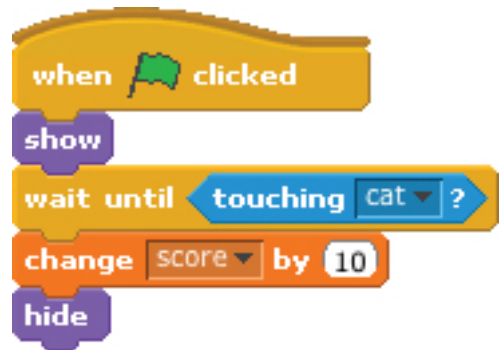 when clicked
show
wait until touching cat ?
change score by 10
hide